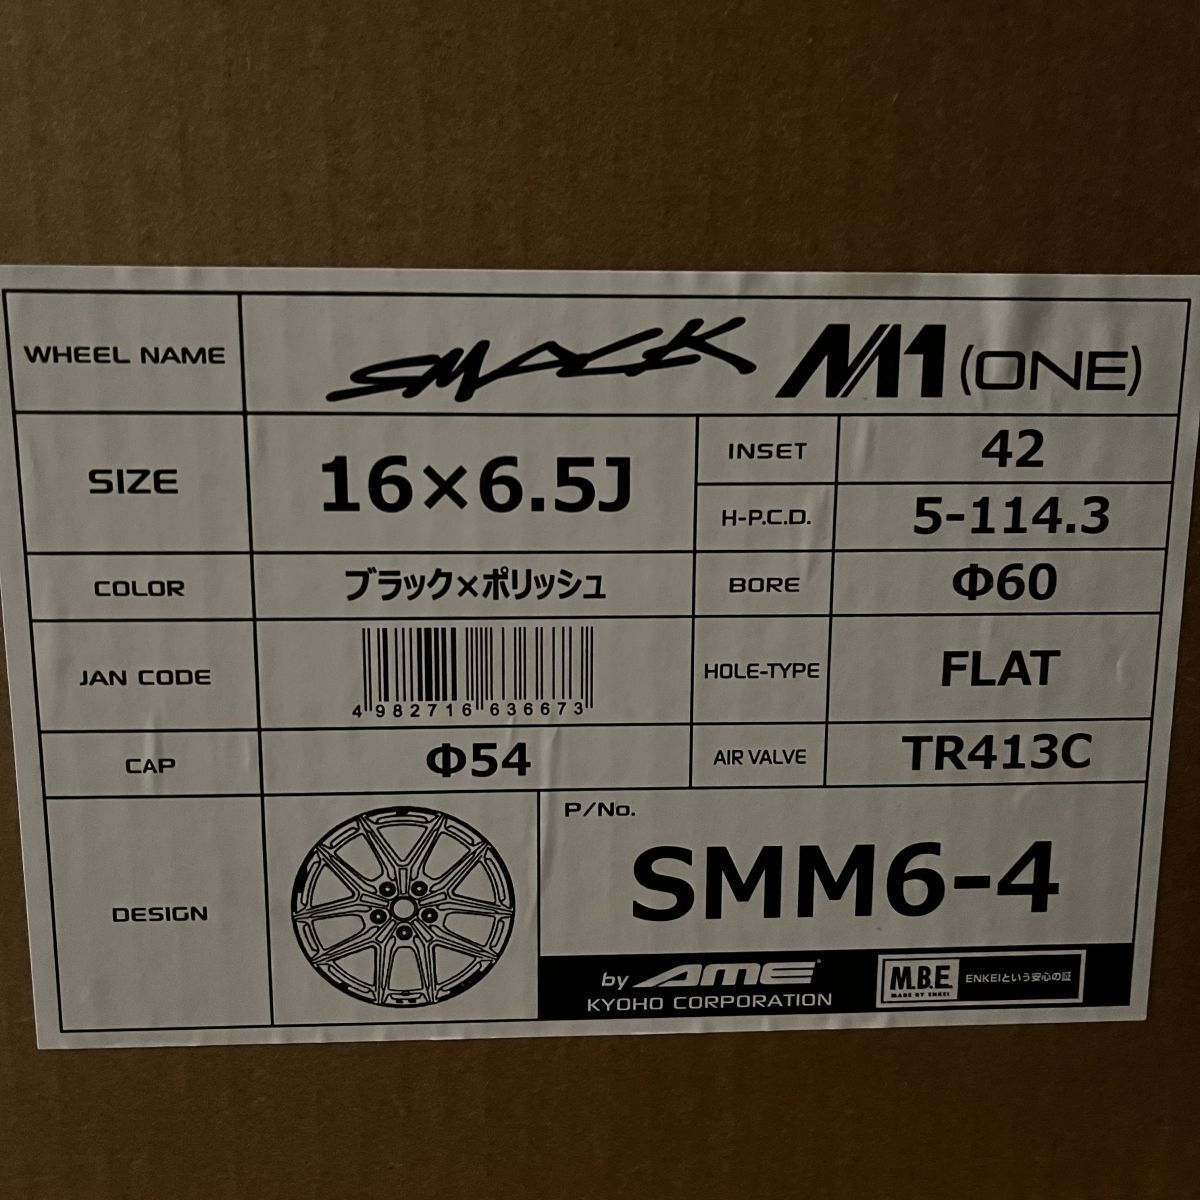 WHEEL NAME SMACK M1 (ONE)
SIZE 16×6.5J
INSET 42
H-P.C.D. 5-114.3
COLOR ブラック×ポリッシュ
BORE Φ60
JAN CODE 4982716636673
HOLE-TYPE FLAT
CAP Φ54
AIR VALVE TR413C
DESIGN
P/No.
SMM6-4
by AME
KYOHO CORPORATION
M.B.E.
MADE BY ENKEI
ENKEIという安心の証